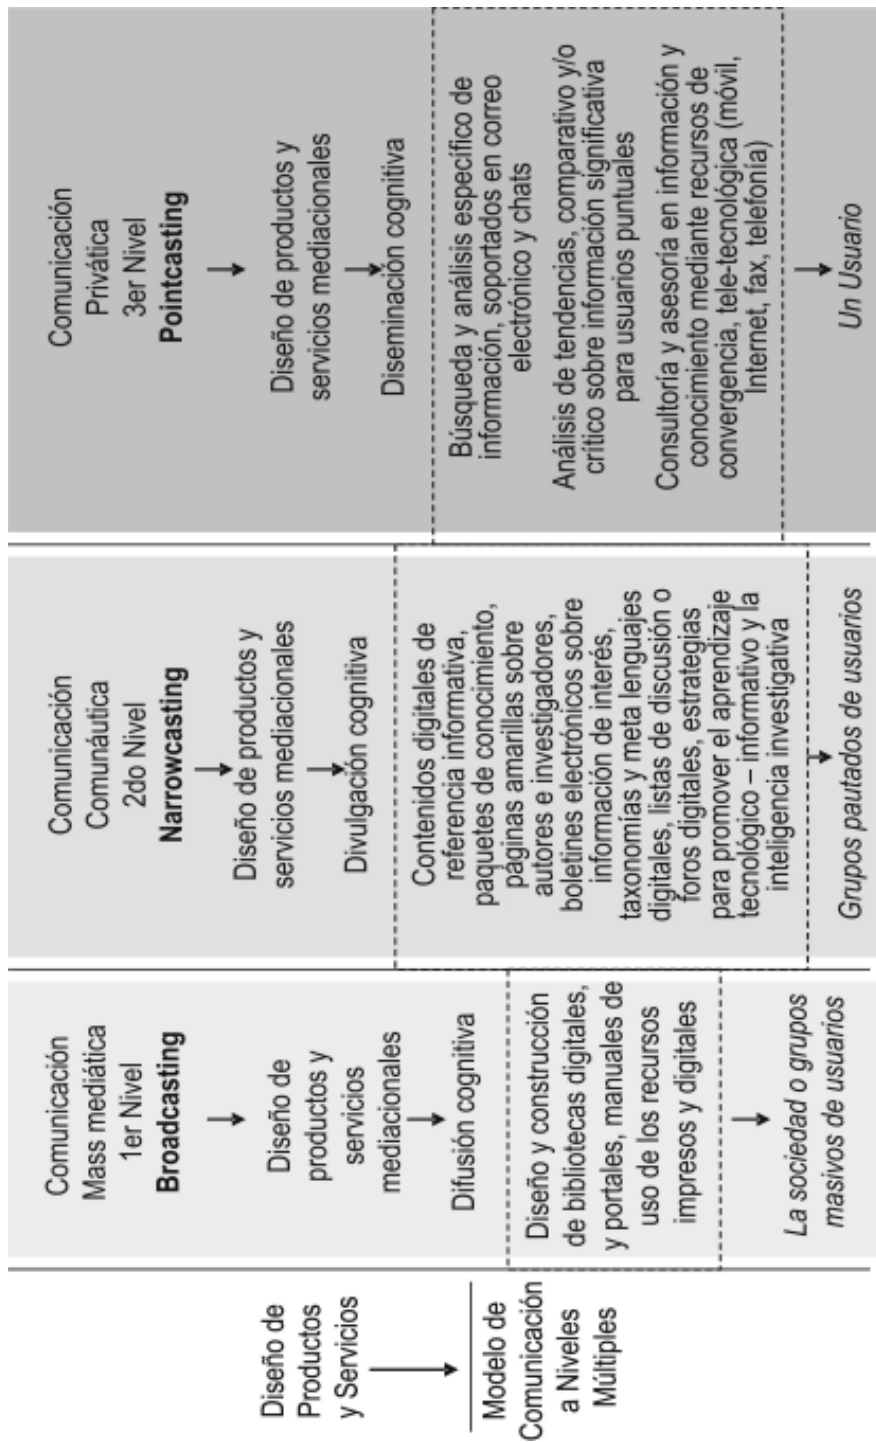 Diseño de
Productos
y Servicios
Modelo de
Comunicación
a Niveles
Múltiples
Comunicación
Mass mediática
1er Nivel
Broadcasting
Diseño de
productos y
servicios
mediacionales
Difusión cognitiva
Diseño y construcción
de bibliotecas digitales,
y portales, manuales de
uso de los recursos
impresos y digitales
La sociedad o grupos
masivos de usuarios
Comunicación
Comunáutica
2do Nivel
Narrowcasting
Diseño de productos y
servicios mediacionales
Divulgación cognitiva
Contenidos digitales de
referencia informativa,
paquetes de conocimiento,
páginas amarillas sobre
autores e investigadores,
boletines electrónicos sobre
información de interés,
taxonomías y meta lenguajes
digitales, listas de discusión o
foros digitales, estrategias
para promover el aprendizaje
tecnológico – informativo y la
inteligencia investigativa
Grupos pautados de usuarios
Comunicación
Privática
3er Nivel
Pointcasting
Diseño de productos y
servicios mediacionales
Diseminación cognitiva
Búsqueda y análisis específico de
información, soportados en correo
electrónico y chats
Análisis de tendencias, comparativo y/o
crítico sobre información significativa
para usuarios puntuales
Consultoría y asesoría en información y
conocimiento mediante recursos de
convergencia, tele-tecnológica (móvil,
Internet, fax, telefonía)
Un Usuario